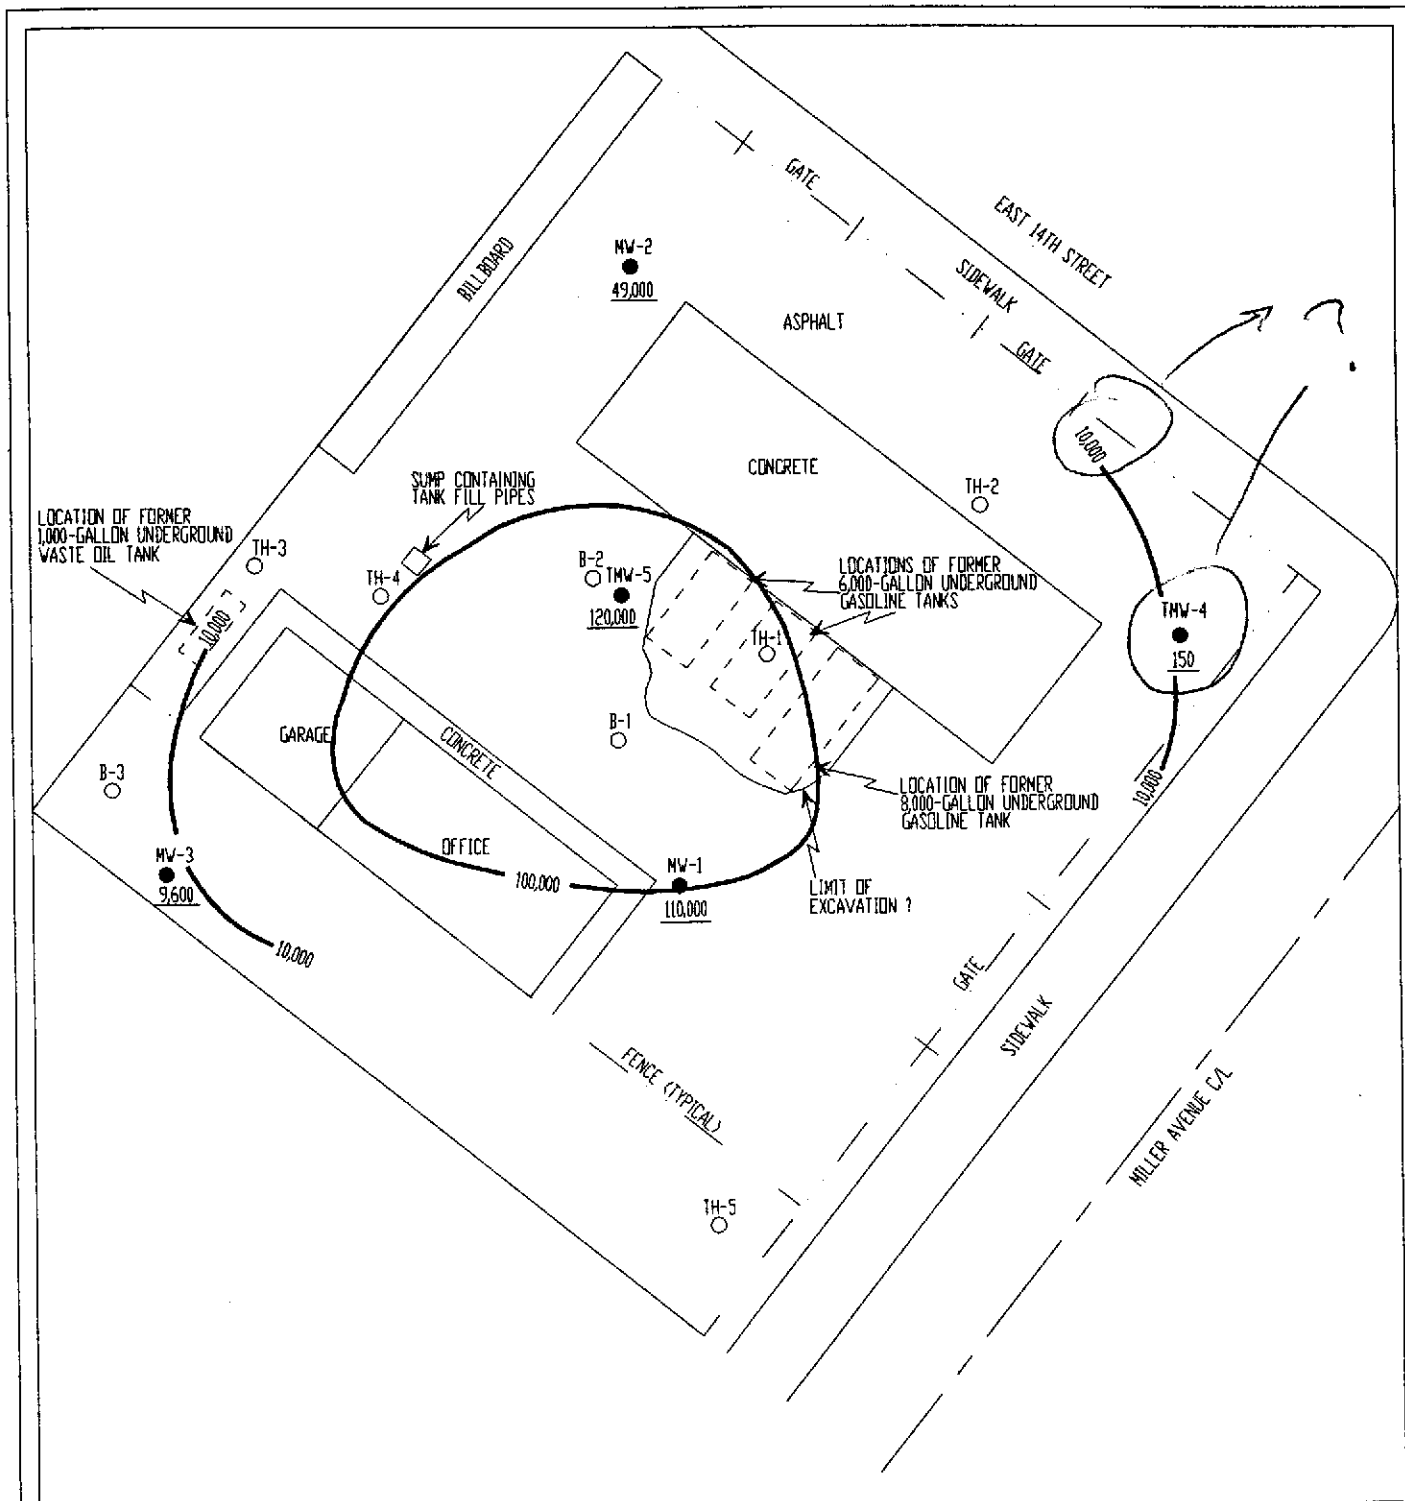 EAST 14TH STREET
SIDEWALK
GATE
GATE
BILLBOARD
MW-2
49,000
ASPHALT
?
10,000
CONCRETE
TH-2
SUMP CONTAINING
TANK FILL PIPES
LOCATION OF FORMER
1,000-GALLON UNDERGROUND
WASTE OIL TANK
TH-3
TH-4
B-2
TMW-5
120,000
LOCATIONS OF FORMER
6,000-GALLON UNDERGROUND
GASOLINE TANKS
TH-1
TMW-4
150
10,000
10,000
GARAGE
CONCRETE
B-1
B-3
LOCATION OF FORMER
8,000-GALLON UNDERGROUND
GASOLINE TANK
OFFICE
MW-3
9,600
100,000
MW-1
110,000
LIMIT OF
EXCAVATION ?
10,000
GATE
SIDEWALK
FENCE (TYPICAL)
MILLER AVENUE C/L
TH-5